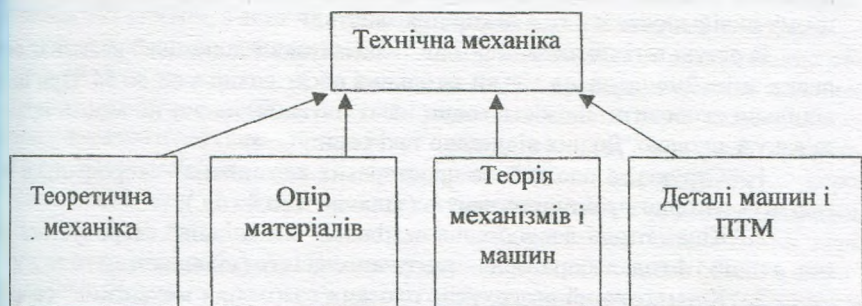 Технічна механіка
Теоретична
механіка
Опір
матеріалів
Теорія
механізмів і
машин
Деталі машин і
ПТМ